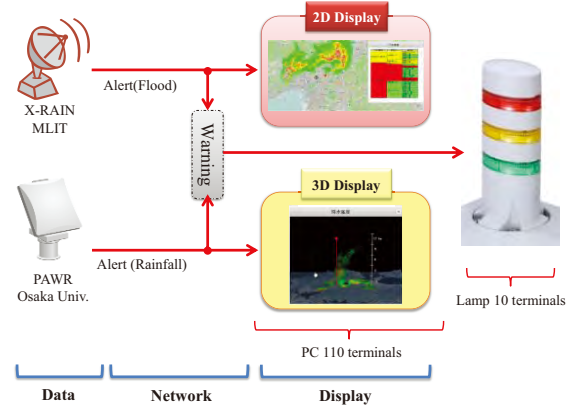 2D Display
X-RAIN
MLIT
Alert(Flood)
Warning
3D Display
PAWR
Osaka Univ.
Alert (Rainfall)
Lamp 10 terminals
PC 110 terminals
Data
Network
Display